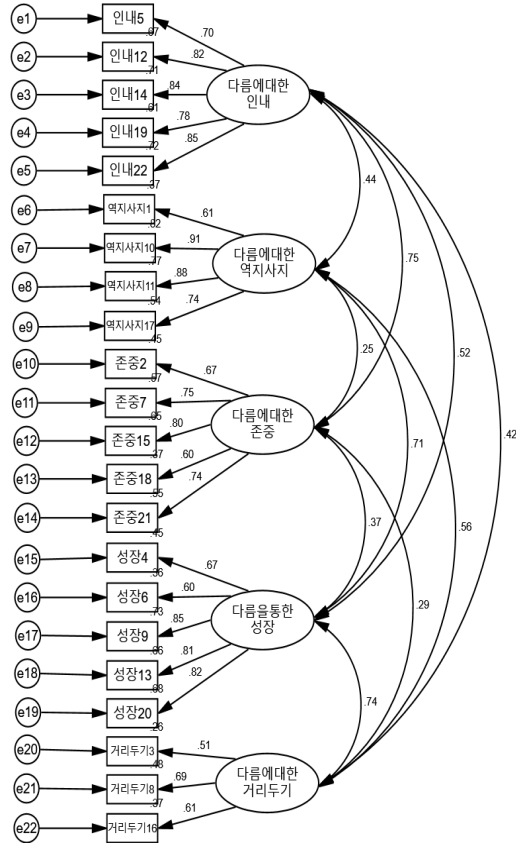 e1
인내5
.70
.67
e2
인내12
.82
.71
e3
인내14
.84
.61
다름에대한
인내
e4
인내19
.78
.72
e5
인내22
.85
.37
.44
e6
역지사지1
.61
.82
e7
역지사지10
.91
.77
다름에대한
역지사지
.75
e8
역지사지11
.88
.54
e9
역지사지17
.74
.45
.25
.52
e10
존중2
.67
.57
e11
존중7
.75
.65
다름에대한
존중
e12
존중15
.80
.37
.71
.42
e13
존중18
.60
.55
e14
존중21
.74
.45
.37
.56
e15
성장4
.67
.36
e16
성장6
.60
.73
다름을통한
성장
.29
e17
성장9
.85
.66
e18
성장13
.81
.68
e19
성장20
.82
.26
.74
e20
거리두기3
.51
.48
e21
거리두기8
.69
.37
다름에대한
거리두기
e22
거리두기16
.61